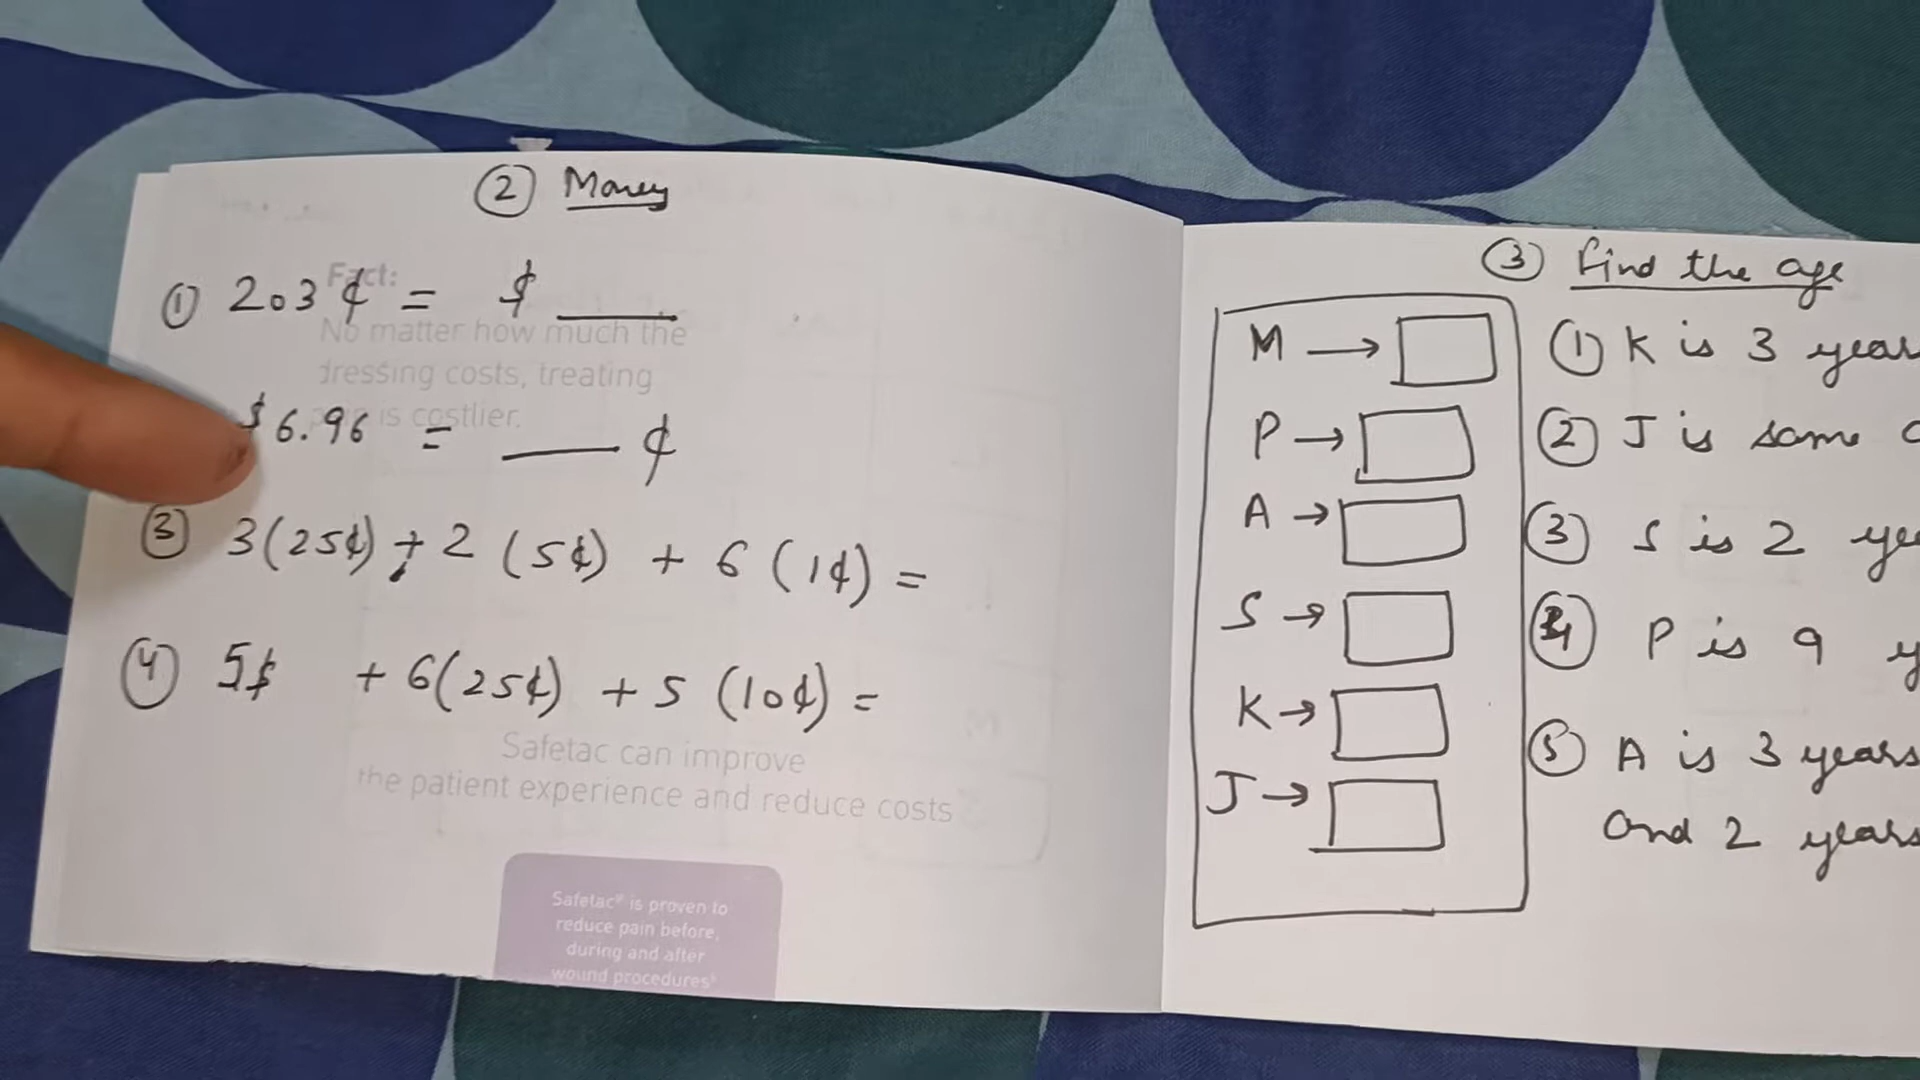 ② Money
① 203 ¢ = $ ____
$ 6.96 = ___ ¢
③ 3 (25¢) + 2 (5¢) + 6 (1¢) =
④ 5$ + 6 (25¢) + 5 (10¢) =
Fact:
No matter how much the
dressing costs, treating
is costlier.
Safetac can improve
the patient experience and reduce costs
Safetac® is proven to
reduce pain before,
during and after
wound procedures
③ Find the age
M →
P →
A →
S →
K →
J →
① K is 3 years
② J is same
③ S is 2
④ P is 9
⑤ A is 3 years
and 2 years